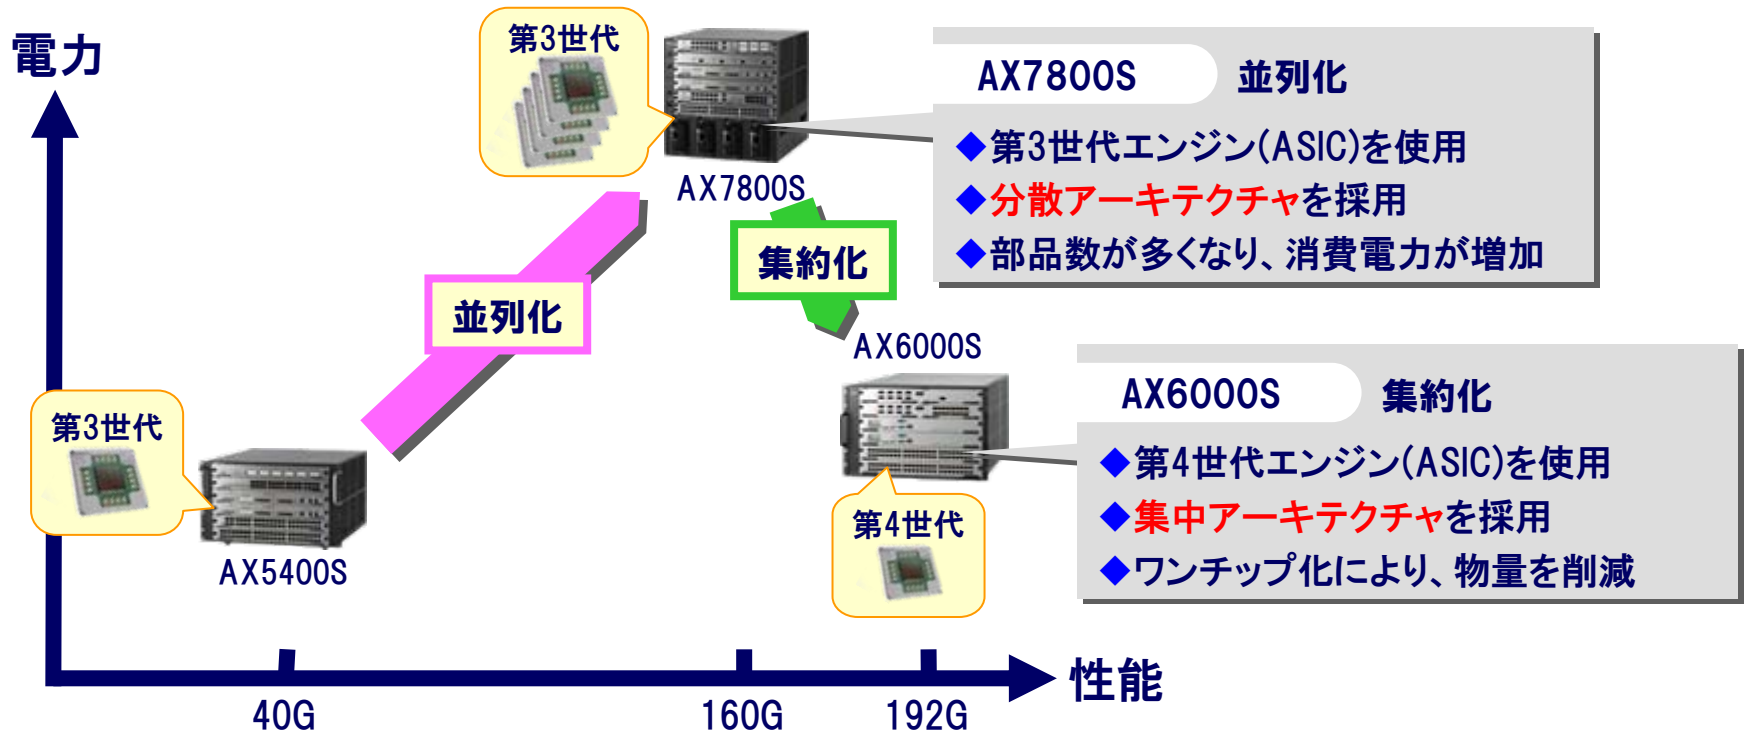 電力
第3世代
AX7800S
並列化
第3世代
AX5400S
集約化
AX6000S
第4世代
AX7800S 並列化
◆第3世代エンジン(ASIC)を使用
◆分散アーキテクチャを採用
◆部品数が多くなり、消費電力が増加
AX6000S 集約化
◆第4世代エンジン(ASIC)を使用
◆集中アーキテクチャを採用
◆ワンチップ化により、物量を削減
40G 160G 192G
性能